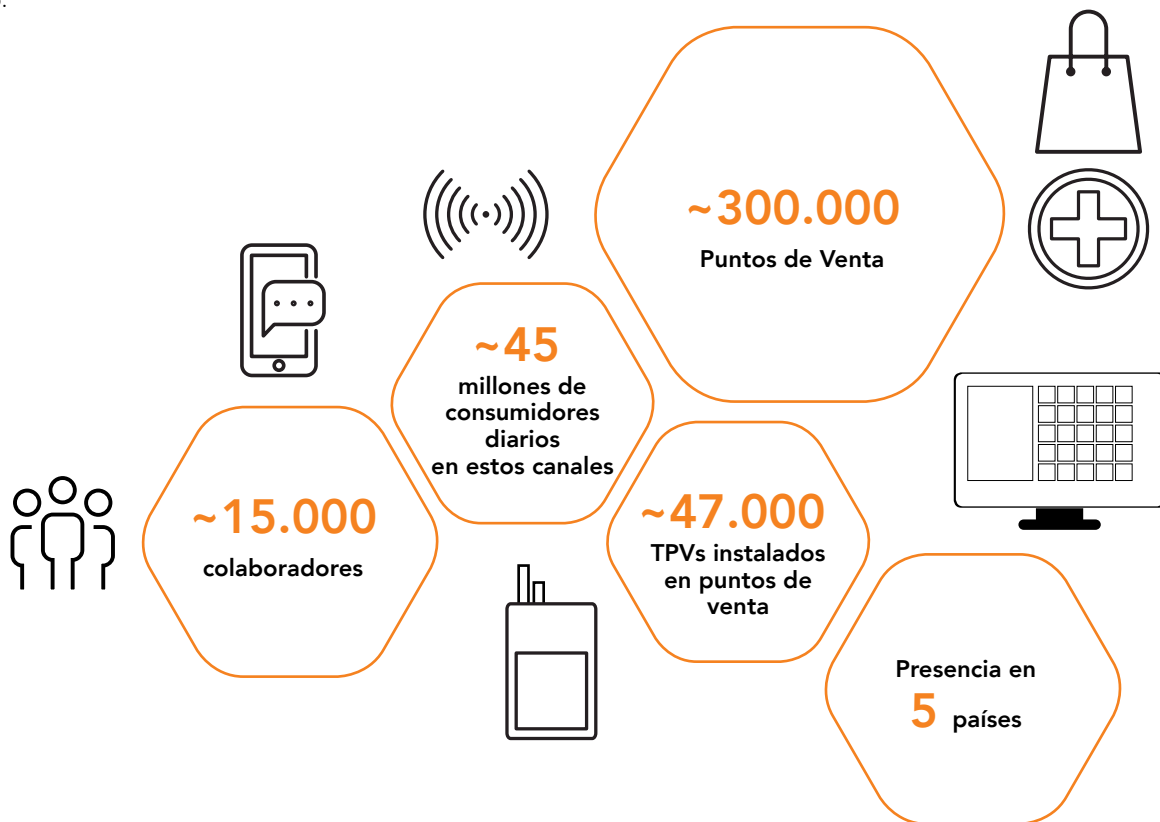 ~300.000
Puntos de Venta
~45
millones de
consumidores
diarios
en estos canales
~15.000
colaboradores
~47.000
TPVs instalados
en puntos de
venta
Presencia en
5 países